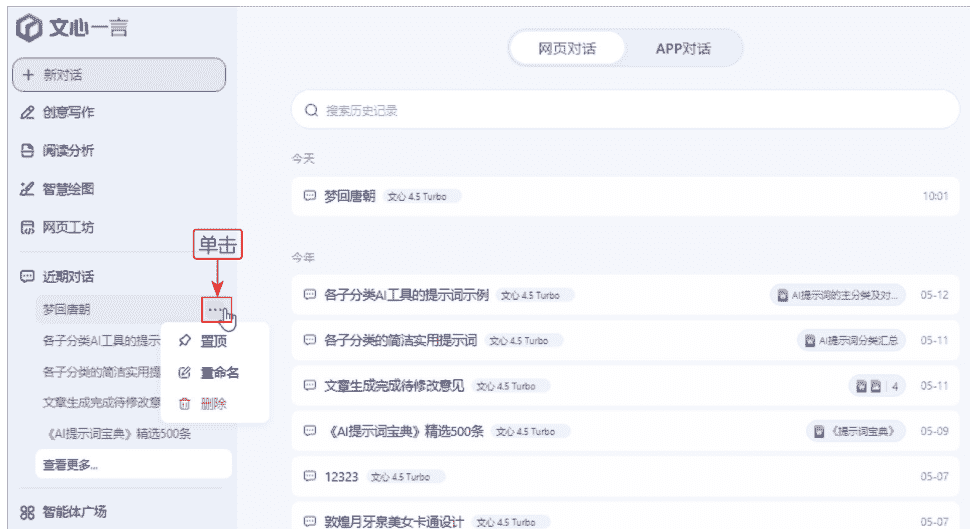 文心一言
新对话
创意写作
阅读分析
智慧绘图
网页工坊
单击
近期对话
梦回唐朝
各子分类AI工具的提示
各子分类的简洁实用提
文章生成完成待修改意
《AI提示词宝典》精选500条
查看更多...
智能体广场
置顶
重命名
删除
网页对话 APP对话
搜索历史记录
今天
梦回唐朝 文心 4.5 Turbo 10:01
今年
各子分类AI工具的提示词示例 文心 4.5 Turbo AI提示词的主分类及对... 05-12
各子分类的简洁实用提示词 文心 4.5 Turbo AI提示词分类汇总 05-11
文章生成完成待修改意见 文心 4.5 Turbo 4 05-11
《AI提示词宝典》精选500条 文心 4.5 Turbo 《提示词宝典》 05-09
12323 文心 4.5 Turbo 05-07
敦煌月牙泉美女卡通设计 文心 4.5 Turbo 05-07